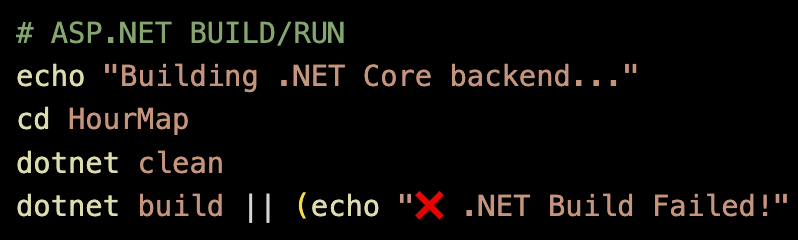 # ASP.NET BUILD/RUN
echo "Building .NET Core backend..."
cd HourMap
dotnet clean
dotnet build || (echo "❌ .NET Build Failed!"